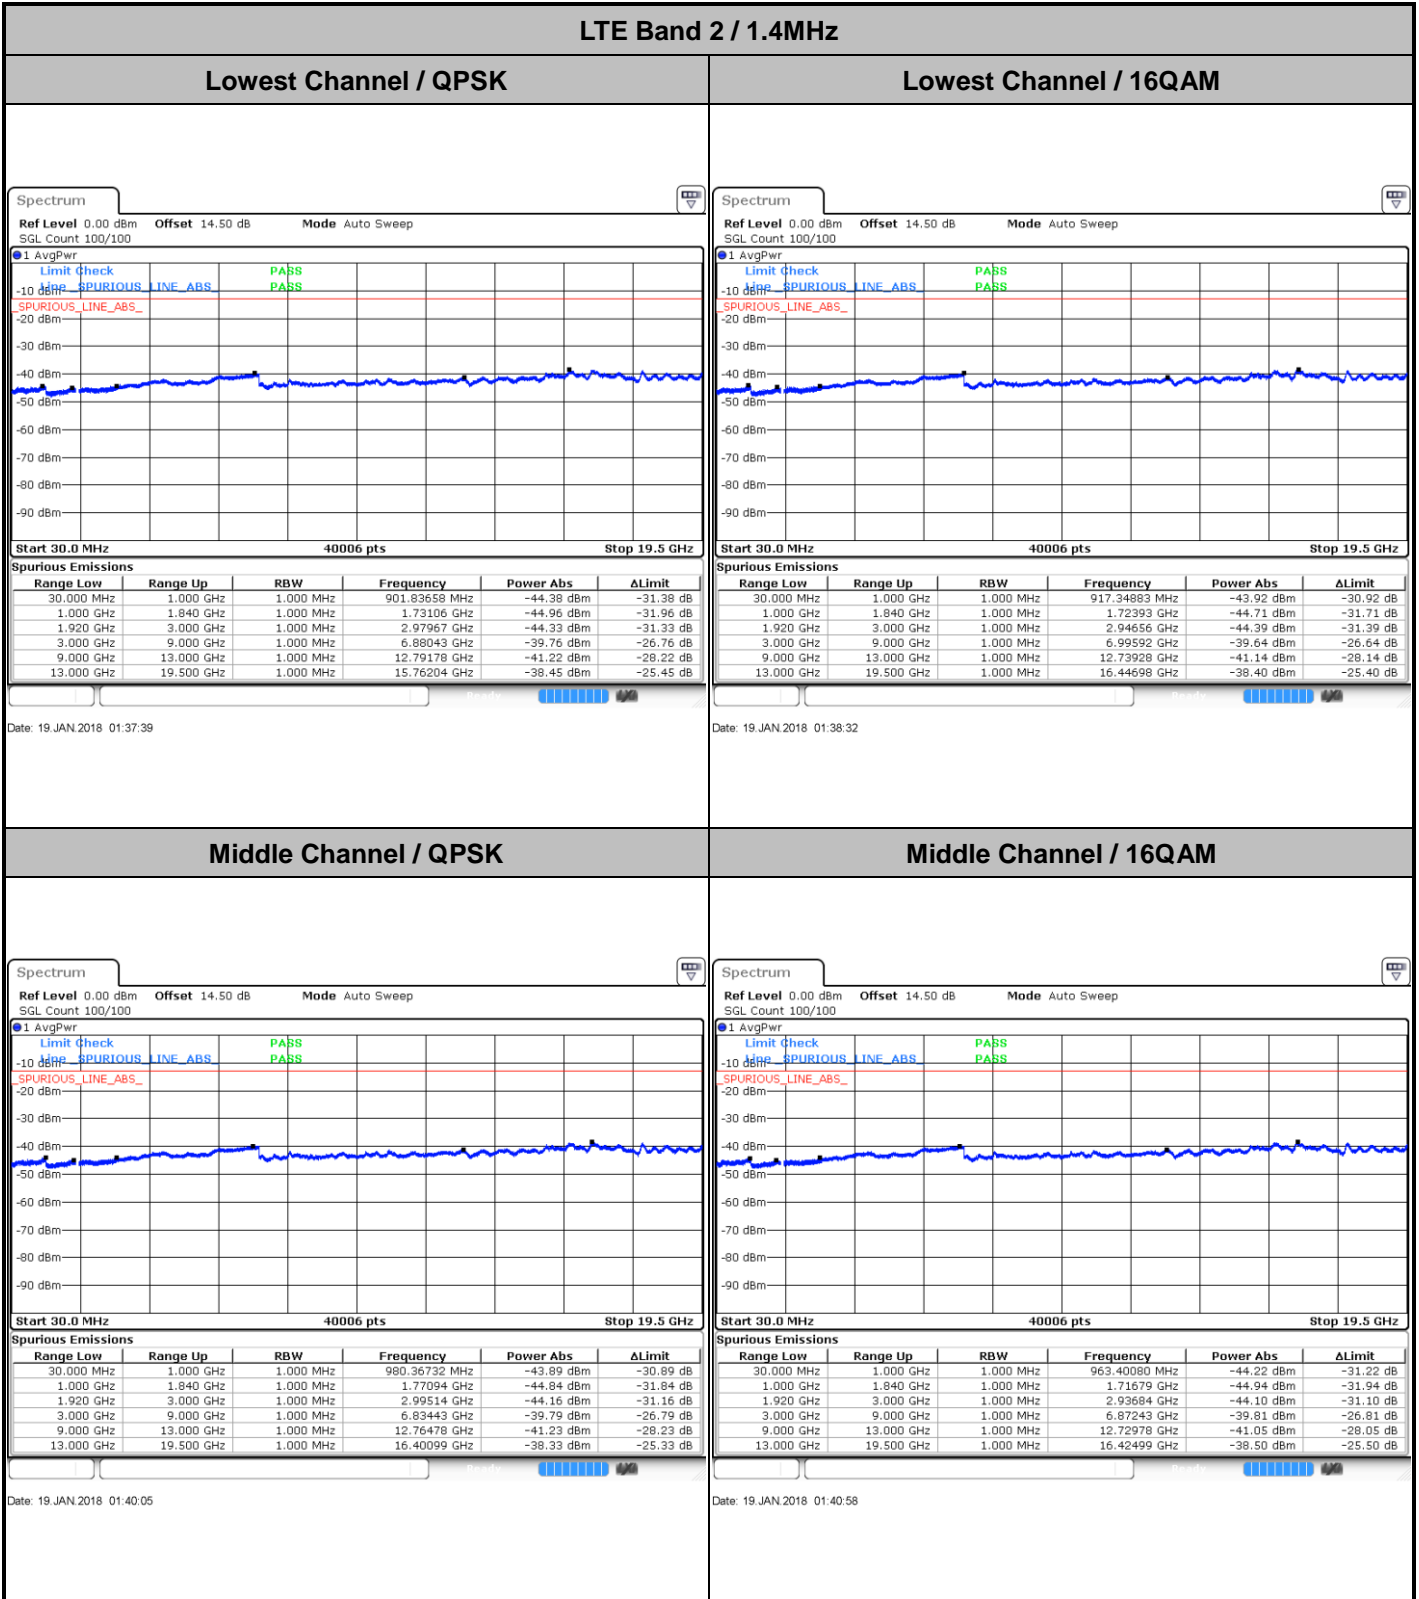 LTE Band 2 / 1.4MHz
Lowest Channel / QPSK
Lowest Channel / 16QAM
Spectrum
Ref Level 0.00 dBm Offset 14.50 dB Mode Auto Sweep
SGL Count 100/100
1 AvgPwr
Limit Check PASS
Line _SPURIOUS_LINE_ABS_ PASS
-10 dBm
_SPURIOUS_LINE_ABS_
-20 dBm
-30 dBm
-40 dBm
-50 dBm
-60 dBm
-70 dBm
-80 dBm
-90 dBm
Start 30.0 MHz 40006 pts Stop 19.5 GHz
Spurious Emissions
Range Low Range Up RBW Frequency Power Abs ΔLimit
30.000 MHz 1.000 GHz 1.000 MHz 901.83658 MHz -44.38 dBm -31.38 dB
1.000 GHz 1.840 GHz 1.000 MHz 1.73106 GHz -44.96 dBm -31.96 dB
1.920 GHz 3.000 GHz 1.000 MHz 2.97967 GHz -44.33 dBm -31.33 dB
3.000 GHz 9.000 GHz 1.000 MHz 6.88043 GHz -39.76 dBm -26.76 dB
9.000 GHz 13.000 GHz 1.000 MHz 12.79178 GHz -41.22 dBm -28.22 dB
13.000 GHz 19.500 GHz 1.000 MHz 15.76204 GHz -38.45 dBm -25.45 dB
Ready
Date: 19.JAN.2018 01:37:39
Spectrum
Ref Level 0.00 dBm Offset 14.50 dB Mode Auto Sweep
SGL Count 100/100
1 AvgPwr
Limit Check PASS
Line _SPURIOUS_LINE_ABS_ PASS
-10 dBm
_SPURIOUS_LINE_ABS_
-20 dBm
-30 dBm
-40 dBm
-50 dBm
-60 dBm
-70 dBm
-80 dBm
-90 dBm
Start 30.0 MHz 40006 pts Stop 19.5 GHz
Spurious Emissions
Range Low Range Up RBW Frequency Power Abs ΔLimit
30.000 MHz 1.000 GHz 1.000 MHz 917.34883 MHz -43.92 dBm -30.92 dB
1.000 GHz 1.840 GHz 1.000 MHz 1.72393 GHz -44.71 dBm -31.71 dB
1.920 GHz 3.000 GHz 1.000 MHz 2.94656 GHz -44.39 dBm -31.39 dB
3.000 GHz 9.000 GHz 1.000 MHz 6.99592 GHz -39.64 dBm -26.64 dB
9.000 GHz 13.000 GHz 1.000 MHz 12.73928 GHz -41.14 dBm -28.14 dB
13.000 GHz 19.500 GHz 1.000 MHz 16.44698 GHz -38.40 dBm -25.40 dB
Ready
Date: 19.JAN.2018 01:38:32
Middle Channel / QPSK
Middle Channel / 16QAM
Spectrum
Ref Level 0.00 dBm Offset 14.50 dB Mode Auto Sweep
SGL Count 100/100
1 AvgPwr
Limit Check PASS
Line _SPURIOUS_LINE_ABS_ PASS
-10 dBm
_SPURIOUS_LINE_ABS_
-20 dBm
-30 dBm
-40 dBm
-50 dBm
-60 dBm
-70 dBm
-80 dBm
-90 dBm
Start 30.0 MHz 40006 pts Stop 19.5 GHz
Spurious Emissions
Range Low Range Up RBW Frequency Power Abs ΔLimit
30.000 MHz 1.000 GHz 1.000 MHz 980.36732 MHz -43.89 dBm -30.89 dB
1.000 GHz 1.840 GHz 1.000 MHz 1.77094 GHz -44.84 dBm -31.84 dB
1.920 GHz 3.000 GHz 1.000 MHz 2.99514 GHz -44.16 dBm -31.16 dB
3.000 GHz 9.000 GHz 1.000 MHz 6.83443 GHz -39.79 dBm -26.79 dB
9.000 GHz 13.000 GHz 1.000 MHz 12.76478 GHz -41.23 dBm -28.23 dB
13.000 GHz 19.500 GHz 1.000 MHz 16.40099 GHz -38.33 dBm -25.33 dB
Ready
Date: 19.JAN.2018 01:40:05
Spectrum
Ref Level 0.00 dBm Offset 14.50 dB Mode Auto Sweep
SGL Count 100/100
1 AvgPwr
Limit Check PASS
Line _SPURIOUS_LINE_ABS_ PASS
-10 dBm
_SPURIOUS_LINE_ABS_
-20 dBm
-30 dBm
-40 dBm
-50 dBm
-60 dBm
-70 dBm
-80 dBm
-90 dBm
Start 30.0 MHz 40006 pts Stop 19.5 GHz
Spurious Emissions
Range Low Range Up RBW Frequency Power Abs ΔLimit
30.000 MHz 1.000 GHz 1.000 MHz 963.40080 MHz -44.22 dBm -31.22 dB
1.000 GHz 1.840 GHz 1.000 MHz 1.71679 GHz -44.94 dBm -31.94 dB
1.920 GHz 3.000 GHz 1.000 MHz 2.93684 GHz -44.10 dBm -31.10 dB
3.000 GHz 9.000 GHz 1.000 MHz 6.87243 GHz -39.81 dBm -26.81 dB
9.000 GHz 13.000 GHz 1.000 MHz 12.72978 GHz -41.05 dBm -28.05 dB
13.000 GHz 19.500 GHz 1.000 MHz 16.42499 GHz -38.50 dBm -25.50 dB
Ready
Date: 19.JAN.2018 01:40:58